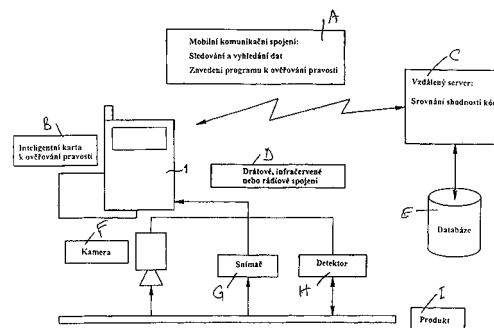 A
Mobilní komunikační spojení:
Sledování a vyhledání dat
Zavedení programu k ověřování pravosti
C
Vzdálený server:
Srovnání shodnosti kódů
B
Inteligentní karta
k ověřování pravosti
1
D
Drátové, infračervené
nebo rádiové spojení
E
Databáze
F
Kamera
G
Snímač
H
Detektor
I
Produkt